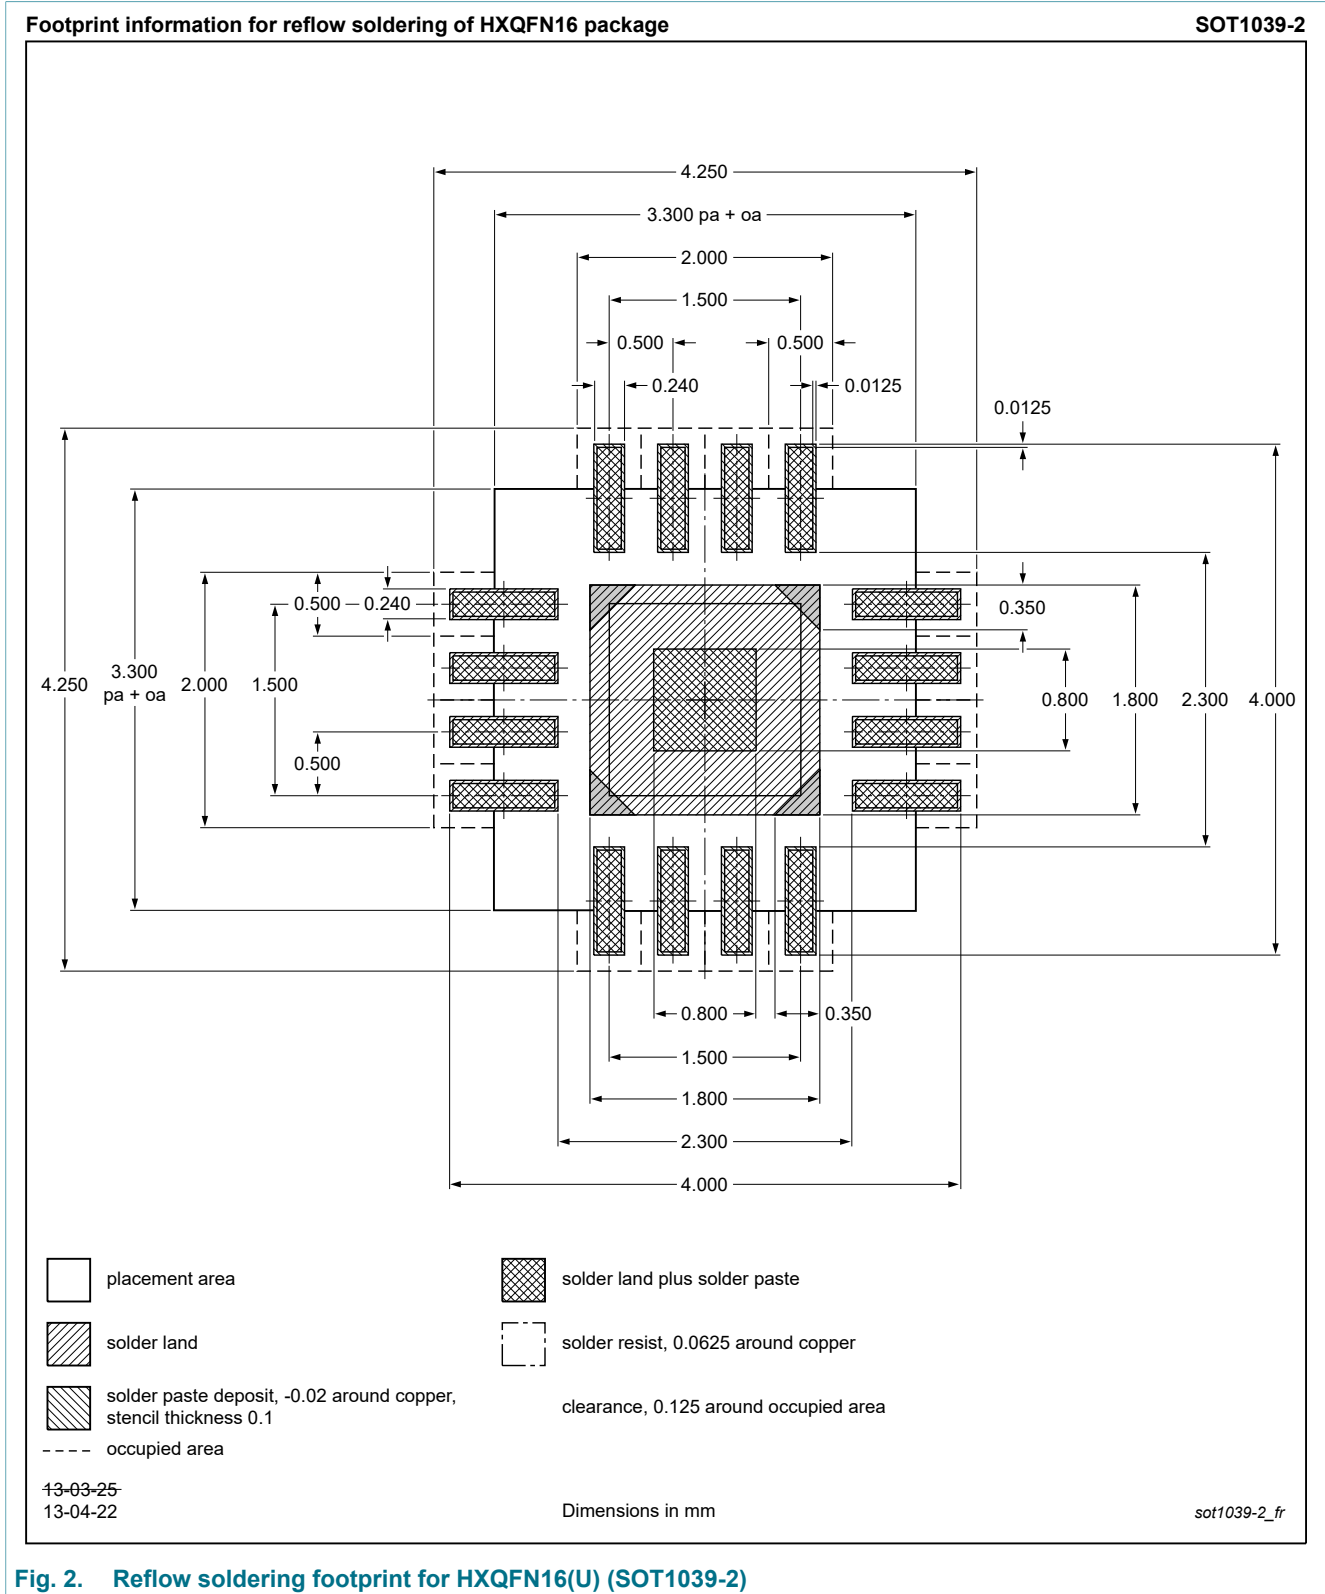 Footprint information for reflow soldering of HXQFN16 package SOT1039-2
4.250
3.300 pa + oa
2.000
1.500
0.500 0.500
0.240 0.0125
0.0125
0.500 0.240
0.350
4.250 3.300 pa + oa 2.000 1.500
0.800 1.800 2.300 4.000
0.500
0.800 0.350
1.500
1.800
2.300
4.000
placement area
solder land plus solder paste
solder land
solder resist, 0.0625 around copper
solder paste deposit, -0.02 around copper,
stencil thickness 0.1
clearance, 0.125 around occupied area
occupied area
13-03-25
13-04-22
Dimensions in mm
sot1039-2_fr
Fig. 2. Reflow soldering footprint for HXQFN16(U) (SOT1039-2)